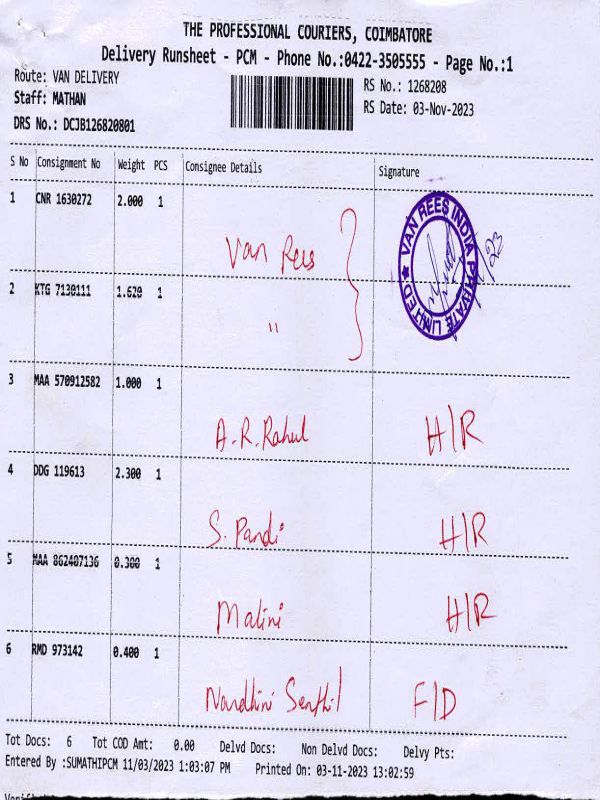 THE PROFESSIONAL COURIERS, COIMBATORE
Delivery Runsheet - PCM - Phone No.:0422-3505555 - Page No.:1
Route: VAN DELIVERY
RS No.: 1268208
Staff: MATHAN
RS Date: 03-Nov-2023
DRS No.: DCJB126820801
S No Consignment No Weight PCS Consignee Details Signature
1 CNR 1630272 2.000 1
Van Rees
VAN REES INDIA PRIVATE LIMITED
2 KTG 7130111 1.620 1
"
3 MAA 570912582 1.000 1
A.R.Rahul H/R
4 DDG 119613 2.300 1
S. Pandi H/R
5 MAA 862407136 0.300 1
Malini H/R
6 RMD 973142 0.400 1
Nandhini Senthil F/D
Tot Docs: 6 Tot COD Amt: 0.00 Delvd Docs: Non Delvd Docs: Delvy Pts:
Entered By :SUMATHIPCM 11/03/2023 1:03:07 PM Printed On: 03-11-2023 13:02:59